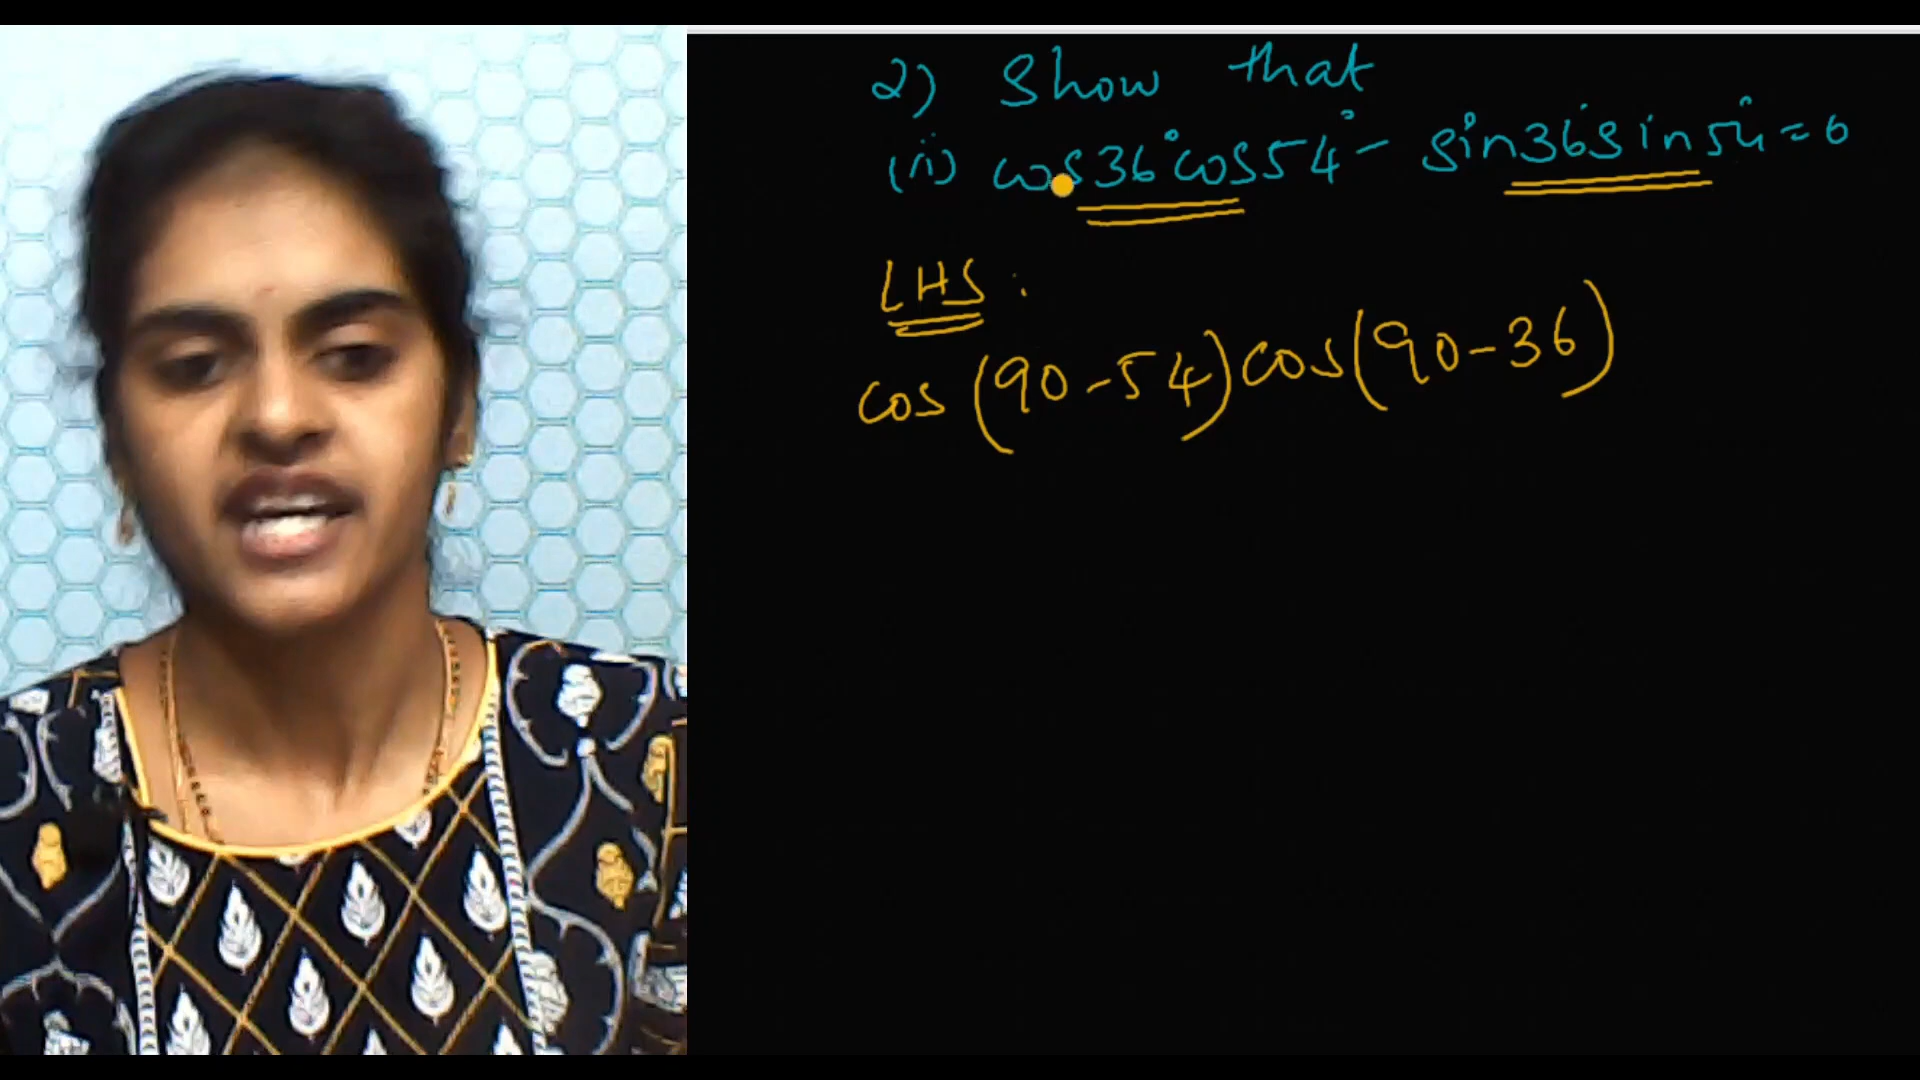 2) Show that
(ii) cos36°cos54° - sin36°sin54° = 0
LHS :
cos (90-54) cos (90-36)